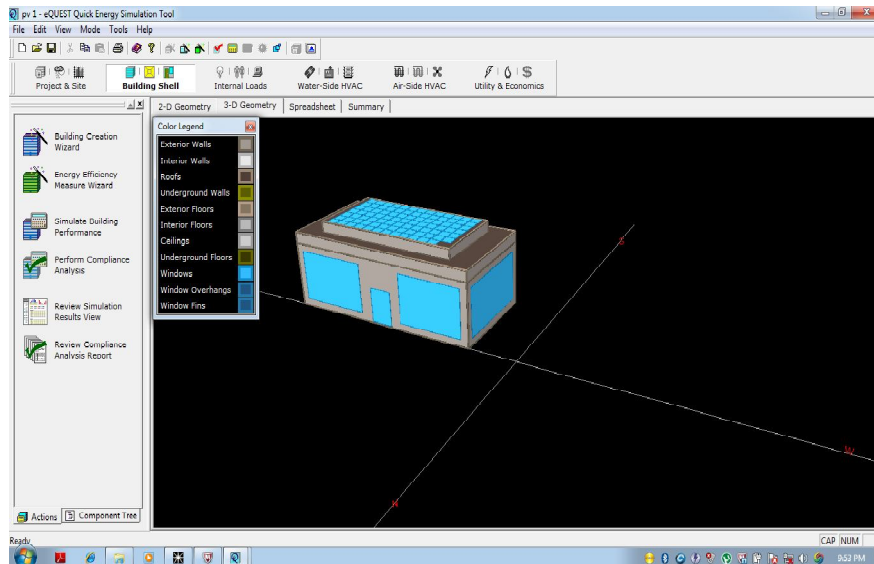 pv 1 - eQUEST Quick Energy Simulation Tool
File Edit View Mode Tools Help
Project & Site Building Shell Internal Loads Water-Side HVAC Air-Side HVAC Utility & Economics
2-D Geometry 3-D Geometry Spreadsheet Summary
Building Creation
Wizard
Energy Efficiency
Measure Wizard
Simulate Building
Performance
Perform Compliance
Analysis
Review Simulation
Results View
Review Compliance
Analysis Report
Color Legend
Exterior Walls
Interior Walls
Roofs
Underground Walls
Exterior Floors
Interior Floors
Ceilings
Underground Floors
Windows
Window Overhangs
Window Fins
S
W
N
Actions Component Tree
Ready
CAP NUM
9:53 PM